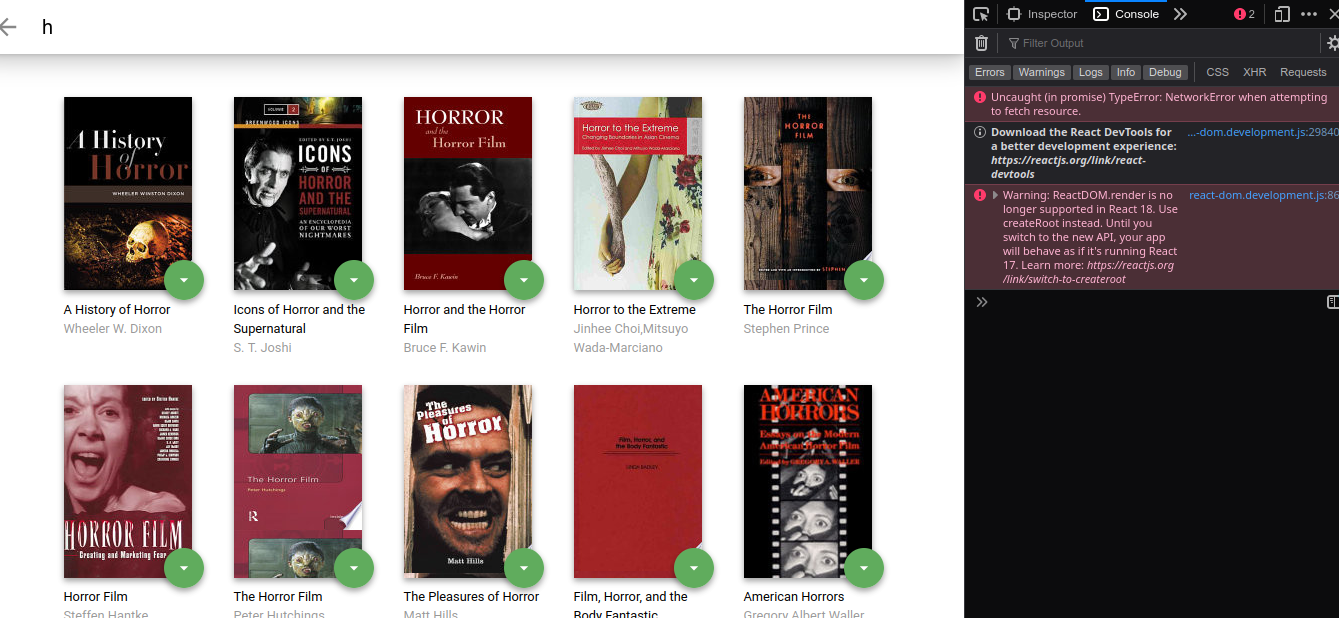 h
A History
of
Horror
WHEELER WINSTON DIXON
VOLUME 2
GREENWOOD ICONS
EDITED BY S.T. JOSHI
ICONS
OF
HORROR
AND THE
SUPERNATURAL
AN ENCYCLOPEDIA
OF OUR WORST
NIGHTMARES
HORROR
and the
Horror Film
Bruce F. Kawin
Horror to the Extreme
Changing Boundaries in Asian Cinema
Edited by Jinhee Choi and Mitsuyo Wada-Marciano
THE
HORROR
FILM
STEPHEN
A History of Horror
Wheeler W. Dixon
Icons of Horror and the
Supernatural
S. T. Joshi
Horror and the Horror
Film
Bruce F. Kawin
Horror to the Extreme
Jinhee Choi,Mitsuyo
Wada-Marciano
The Horror Film
Stephen Prince
HORROR FILM
Creating and Marketing Fear
The Horror Film
Peter Hutchings
R
The
Pleasures
of
Horror
Matt Hills
Film, Horror, and
the Body Fantastic
LINDA BADLEY
AMERICAN
HORRORS
Essays on the Modern
American Horror Film
Edited by GREGORY A. WALLER
Horror Film
Steffen Hantke
The Horror Film
Peter Hutchings
The Pleasures of Horror
Matt Hills
Film, Horror, and the
Body Fantastic
American Horrors
Gregory Albert Waller
Inspector
Console
2
Filter Output
Errors
Warnings
Logs
Info
Debug
CSS
XHR
Requests
Uncaught (in promise) TypeError: NetworkError when attempting
to fetch resource.
Download the React DevTools for …-dom.development.js:29840
a better development experience:
https://reactjs.org/link/react-
devtools
Warning: ReactDOM.render is no react-dom.development.js:86
longer supported in React 18. Use
createRoot instead. Until you
switch to the new API, your app
will behave as if it's running React
17. Learn more: https://reactjs.org
/link/switch-to-createroot